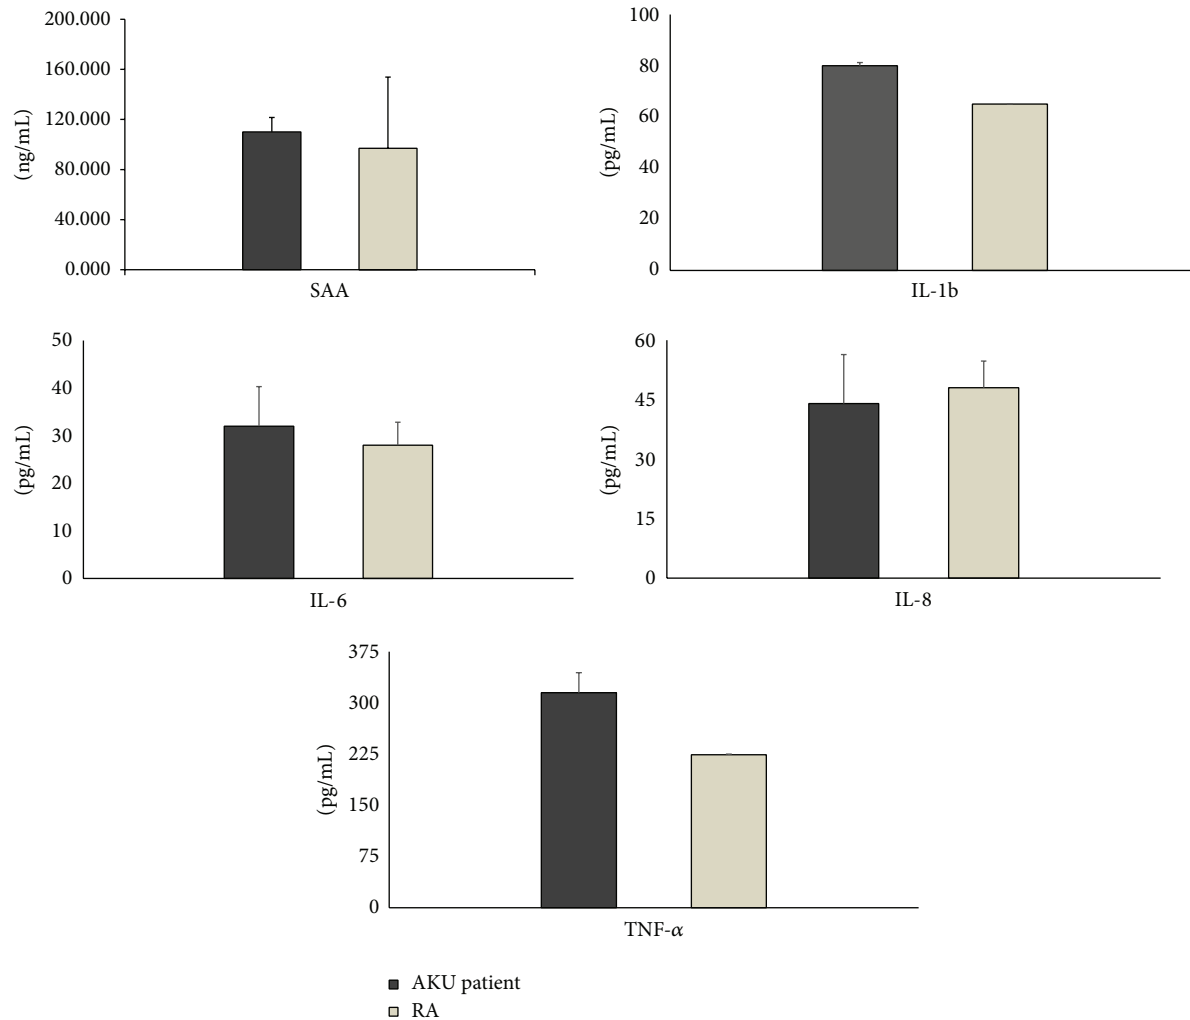 200.000
160.000
120.000
80.000
40.000
0.000
(ng/mL)
SAA
100
80
60
40
20
0
(pg/mL)
IL-1b
50
40
30
20
10
0
(pg/mL)
IL-6
60
45
30
15
0
(pg/mL)
IL-8
375
300
225
150
75
0
(pg/mL)
TNF-α
AKU patient
RA